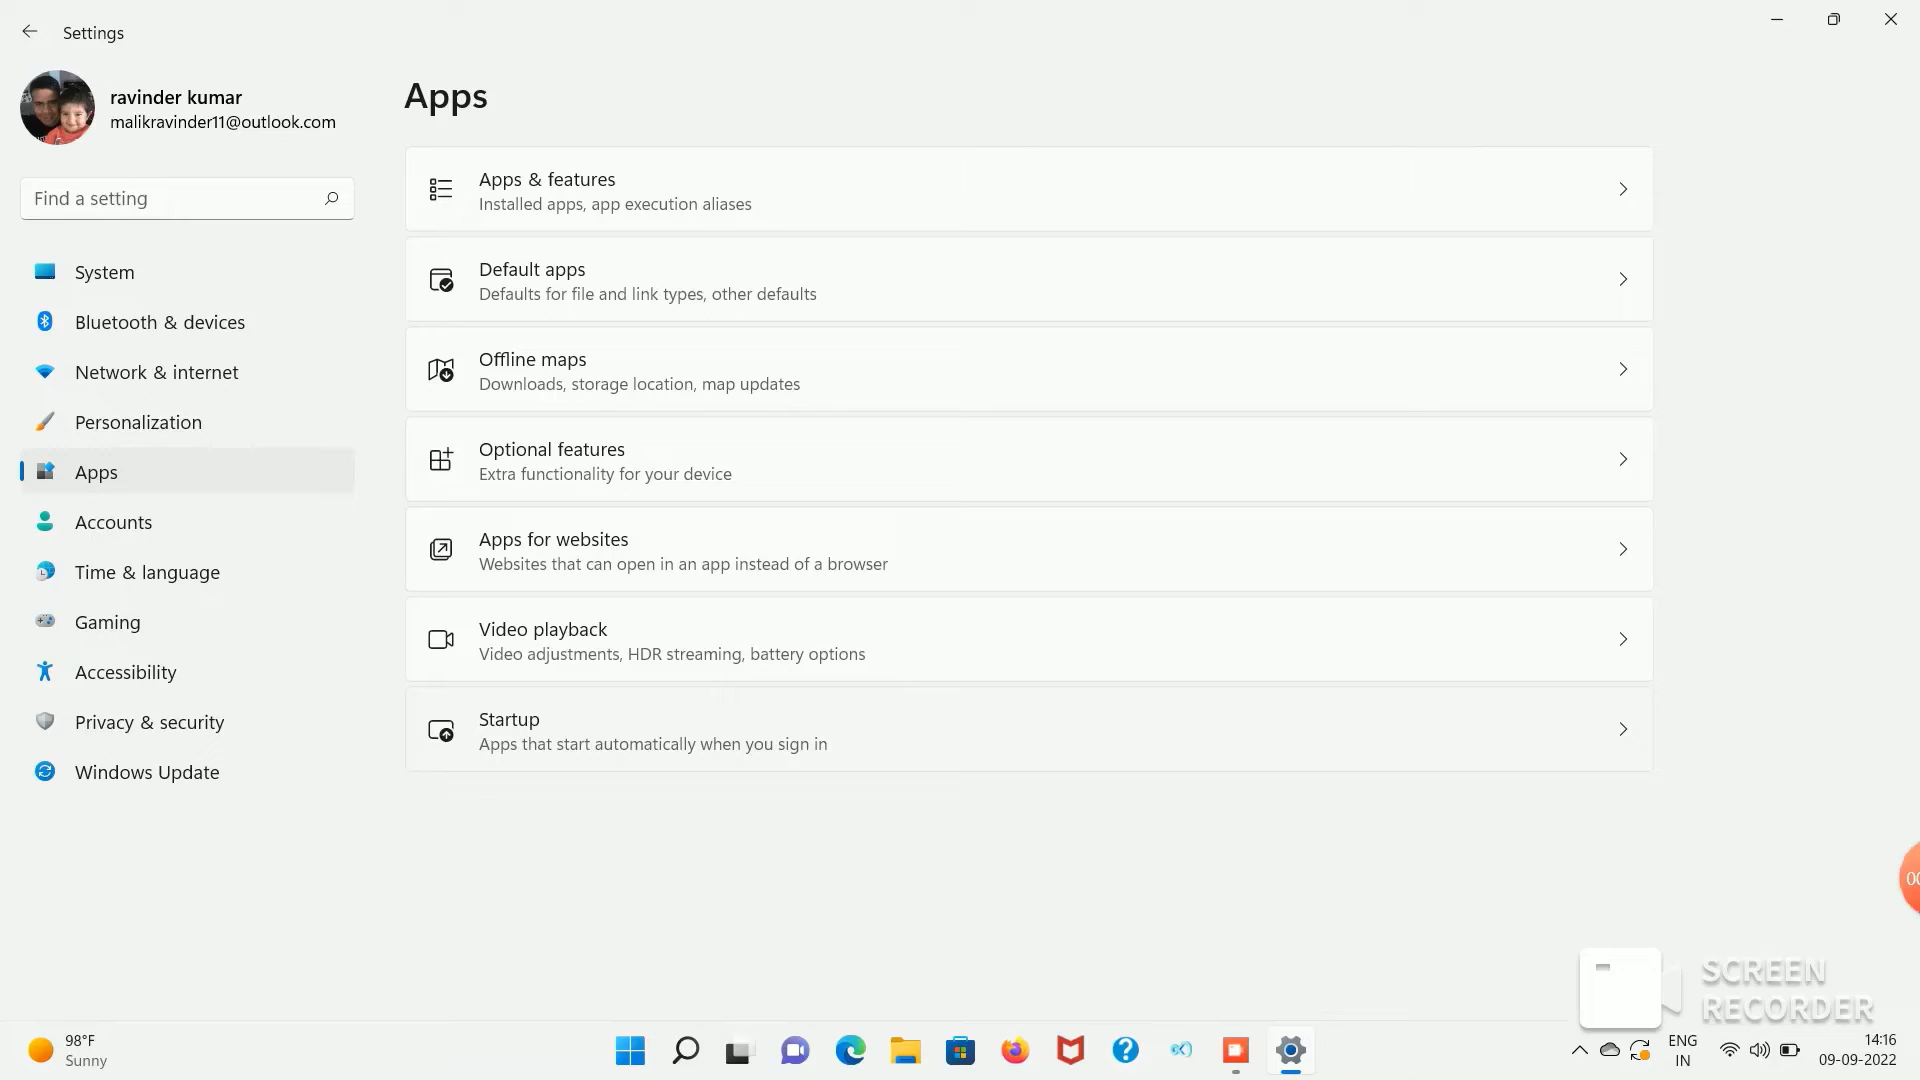 Settings
ravinder kumar
malikravinder11@outlook.com
Find a setting
System
Bluetooth & devices
Network & internet
Personalization
Apps
Accounts
Time & language
Gaming
Accessibility
Privacy & security
Windows Update
Apps
Apps & features
Installed apps, app execution aliases
Default apps
Defaults for file and link types, other defaults
Offline maps
Downloads, storage location, map updates
Optional features
Extra functionality for your device
Apps for websites
Websites that can open in an app instead of a browser
Video playback
Video adjustments, HDR streaming, battery options
Startup
Apps that start automatically when you sign in
00
SCREEN
RECORDER
98°F
Sunny
ENG
IN
14:16
09-09-2022